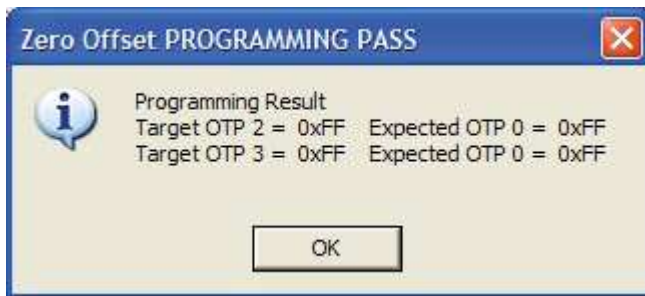 Zero Offset PROGRAMMING PASS
Programming Result
Target OTP 2 = 0xFF Expected OTP 0 = 0xFF
Target OTP 3 = 0xFF Expected OTP 0 = 0xFF
OK